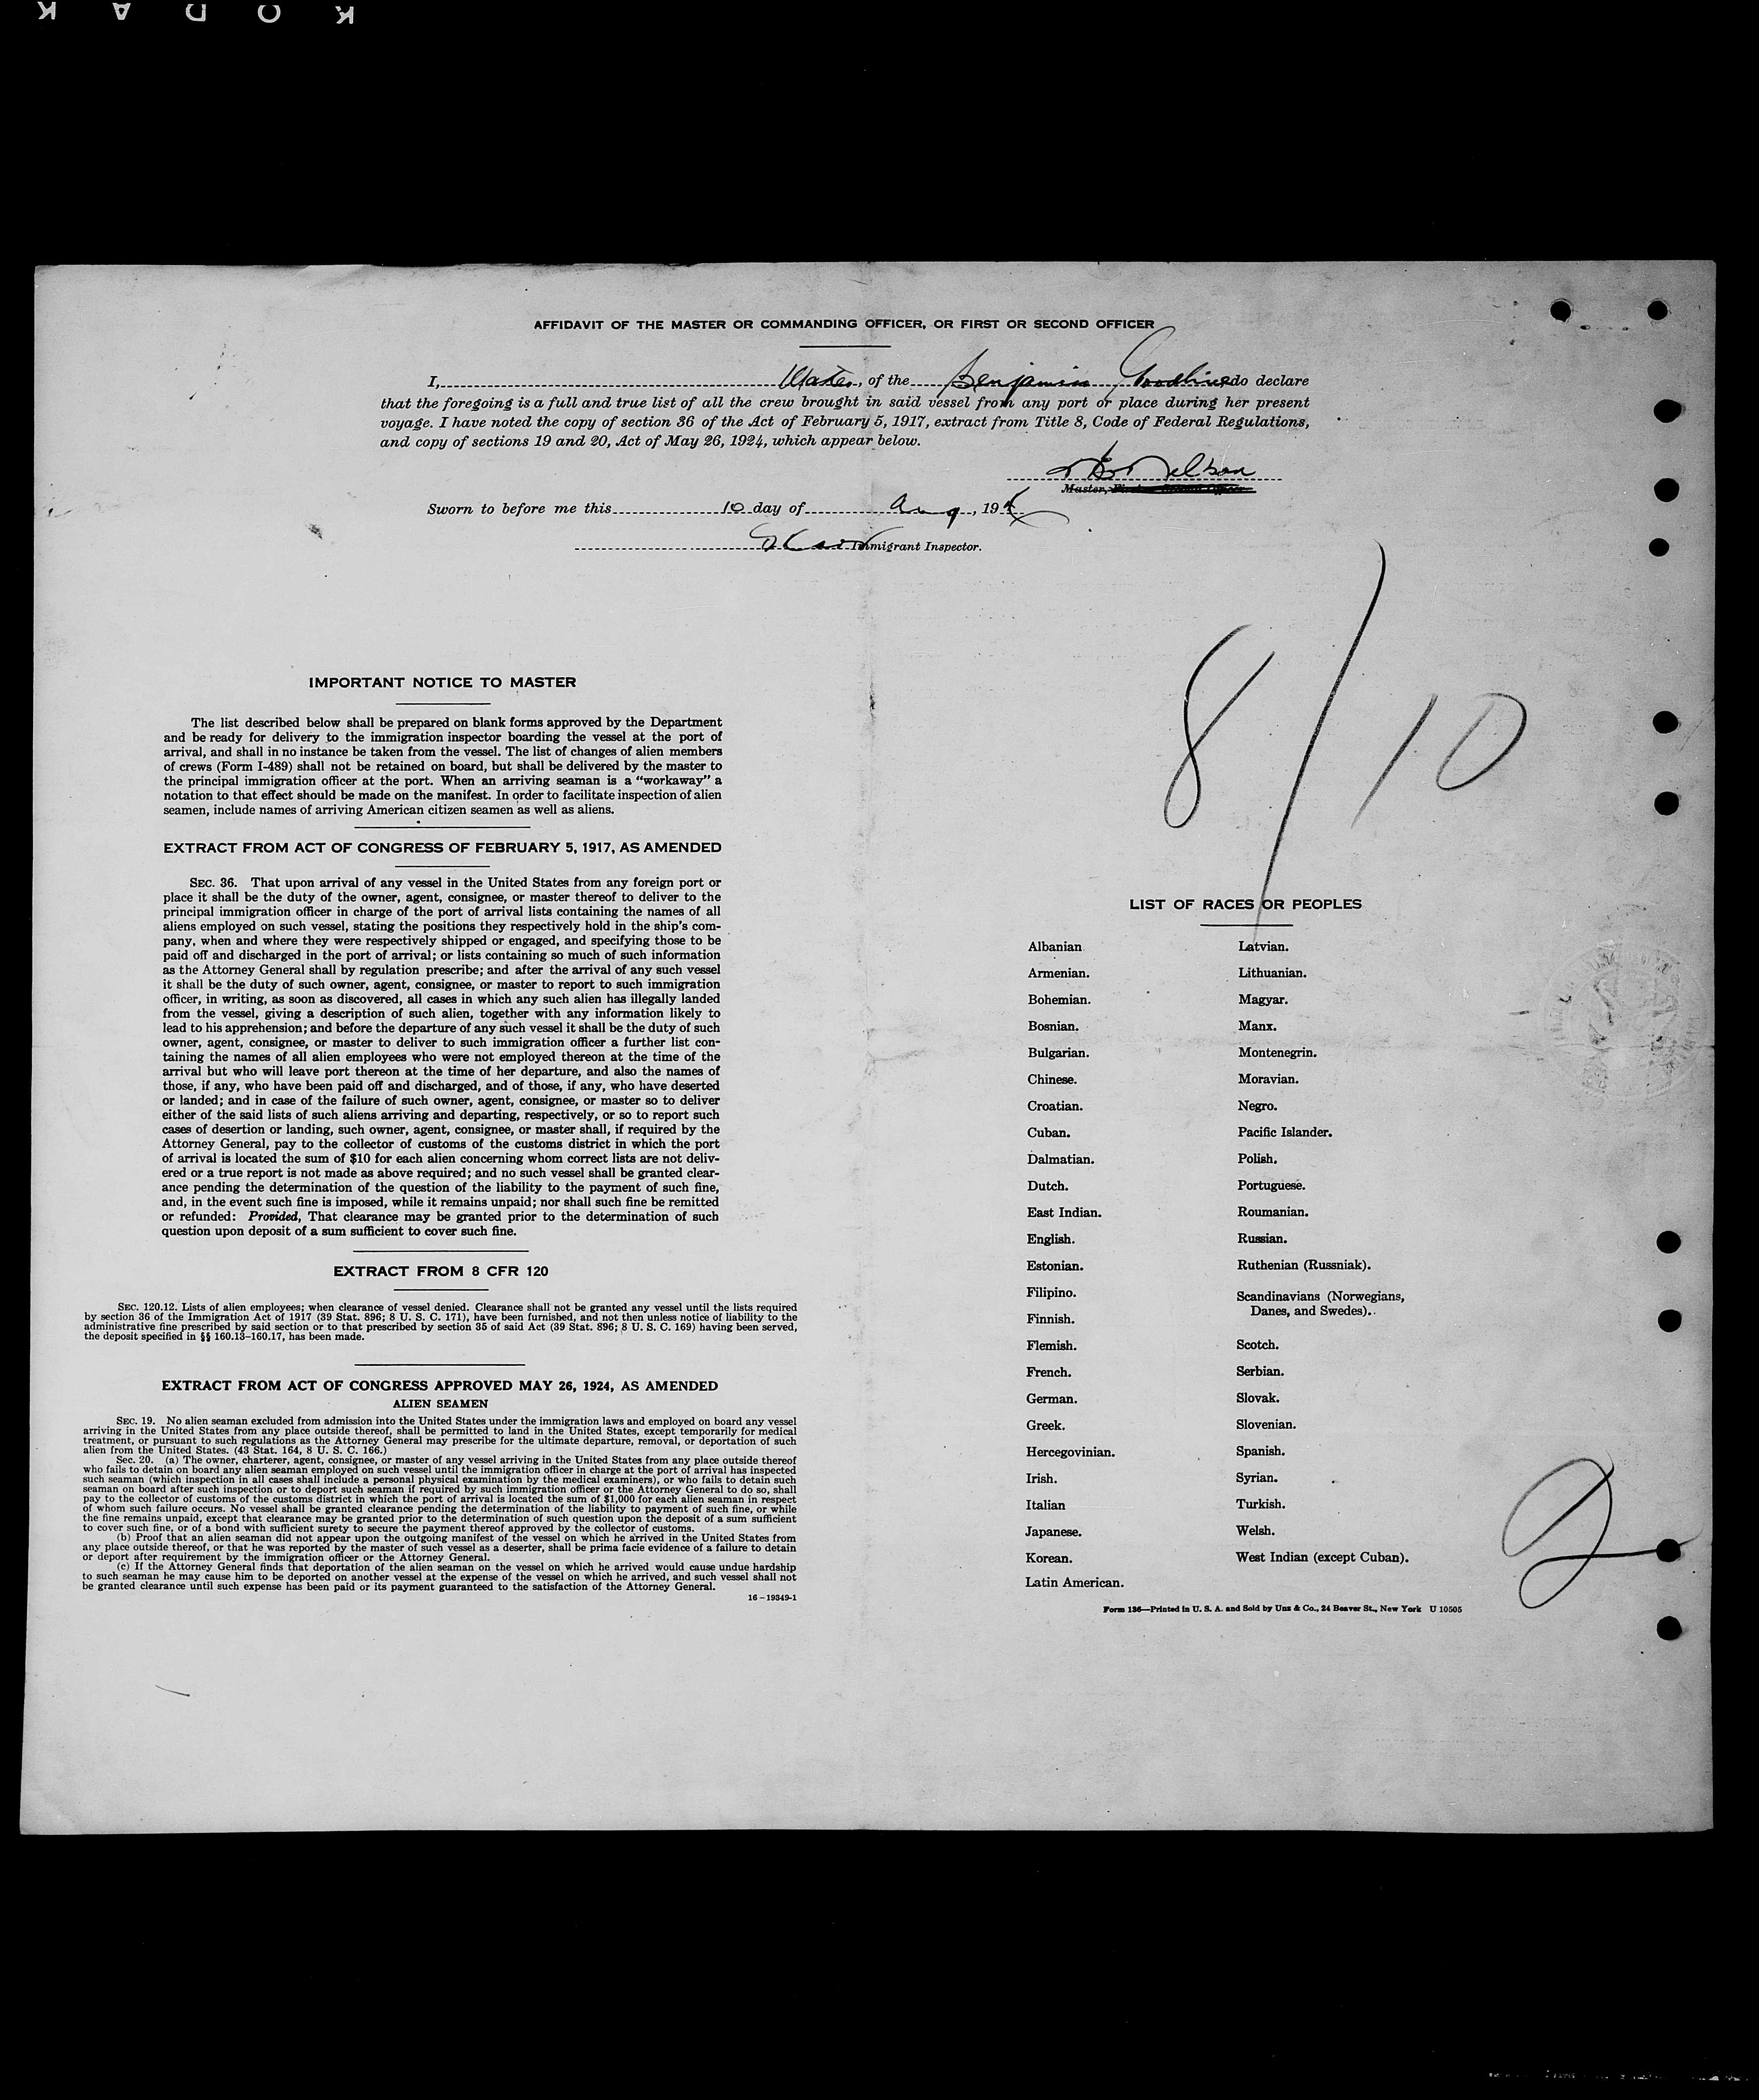 KODAK
AFFIDAVIT OF THE MASTER OR COMMANDING OFFICER, OR FIRST OR SECOND OFFICER
I, Master, of the Benjamin Goodhue do declare
that the foregoing is a full and true list of all the crew brought in said vessel from any port or place during her present
voyage. I have noted the copy of section 36 of the Act of February 5, 1917, extract from Title 8, Code of Federal Regulations,
and copy of sections 19 and 20, Act of May 26, 1924, which appear below.
Master,
Sworn to before me this 10 day of Aug, 19
Immigrant Inspector.
8/10
IMPORTANT NOTICE TO MASTER
The list described below shall be prepared on blank forms approved by the Department
and be ready for delivery to the immigration inspector boarding the vessel at the port of
arrival, and shall in no instance be taken from the vessel. The list of changes of alien members
of crews (Form I-489) shall not be retained on board, but shall be delivered by the master to
the principal immigration officer at the port. When an arriving seaman is a “workaway” a
notation to that effect should be made on the manifest. In order to facilitate inspection of alien
seamen, include names of arriving American citizen seamen as well as aliens.
EXTRACT FROM ACT OF CONGRESS OF FEBRUARY 5, 1917, AS AMENDED
SEC. 36. That upon arrival of any vessel in the United States from any foreign port or
place it shall be the duty of the owner, agent, consignee, or master thereof to deliver to the
principal immigration officer in charge of the port of arrival lists containing the names of all
aliens employed on such vessel, stating the positions they respectively hold in the ship's com-
pany, when and where they were respectively shipped or engaged, and specifying those to be
paid off and discharged in the port of arrival; or lists containing so much of such information
as the Attorney General shall by regulation prescribe; and after the arrival of any such vessel
it shall be the duty of such owner, agent, consignee, or master to report to such immigration
officer, in writing, as soon as discovered, all cases in which any such alien has illegally landed
from the vessel, giving a description of such alien, together with any information likely to
lead to his apprehension; and before the departure of any such vessel it shall be the duty of such
owner, agent, consignee, or master to deliver to such immigration officer a further list con-
taining the names of all alien employees who were not employed thereon at the time of the
arrival but who will leave port thereon at the time of her departure, and also the names of
those, if any, who have been paid off and discharged, and of those, if any, who have deserted
or landed; and in case of the failure of such owner, agent, consignee, or master so to deliver
either of the said lists of such aliens arriving and departing, respectively, or so to report such
cases of desertion or landing, such owner, agent, consignee, or master shall, if required by the
Attorney General, pay to the collector of customs of the customs district in which the port
of arrival is located the sum of $10 for each alien concerning whom correct lists are not deliv-
ered or a true report is not made as above required; and no such vessel shall be granted clear-
ance pending the determination of the question of the liability to the payment of such fine,
and, in the event such fine is imposed, while it remains unpaid; nor shall such fine be remitted
or refunded: Provided, That clearance may be granted prior to the determination of such
question upon deposit of a sum sufficient to cover such fine.
EXTRACT FROM 8 CFR 120
SEC. 120.12. Lists of alien employees; when clearance of vessel denied. Clearance shall not be granted any vessel until the lists required
by section 36 of the Immigration Act of 1917 (39 Stat. 896; 8 U. S. C. 171), have been furnished, and not then unless notice of liability to the
administrative fine prescribed by said section or to that prescribed by section 35 of said Act (39 Stat. 896; 8 U. S. C. 169) having been served,
the deposit specified in §§ 160.13–160.17, has been made.
EXTRACT FROM ACT OF CONGRESS APPROVED MAY 26, 1924, AS AMENDED
ALIEN SEAMEN
SEC. 19. No alien seaman excluded from admission into the United States under the immigration laws and employed on board any vessel
arriving in the United States from any place outside thereof, shall be permitted to land in the United States, except temporarily for medical
treatment, or pursuant to such regulations as the Attorney General may prescribe for the ultimate departure, removal, or deportation of such
alien from the United States. (43 Stat. 164, 8 U. S. C. 166.)
Sec. 20. (a) The owner, charterer, agent, consignee, or master of any vessel arriving in the United States from any place outside thereof
who fails to detain on board any alien seaman employed on such vessel until the immigration officer in charge at the port of arrival has inspected
such seaman (which inspection in all cases shall include a personal physical examination by the medical examiners), or who fails to detain such
seaman on board after such inspection or to deport such seaman if required by such immigration officer or the Attorney General to do so, shall
pay to the collector of customs of the customs district in which the port of arrival is located the sum of $1,000 for each alien seaman in respect
of whom such failure occurs. No vessel shall be granted clearance pending the determination of the liability to payment of such fine, or while
the fine remains unpaid, except that clearance may be granted prior to the determination of such question upon the deposit of a sum sufficient
to cover such fine, or of a bond with sufficient surety to secure the payment thereof approved by the collector of customs.
(b) Proof that an alien seaman did not appear upon the outgoing manifest of the vessel on which he arrived in the United States from
any place outside thereof, or that he was reported by the master of such vessel as a deserter, shall be prima facie evidence of a failure to detain
or deport after requirement by the immigration officer or the Attorney General.
(c) If the Attorney General finds that deportation of the alien seaman on the vessel on which he arrived would cause undue hardship
to such seaman he may cause him to be deported on another vessel at the expense of the vessel on which he arrived, and such vessel shall not
be granted clearance until such expense has been paid or its payment guaranteed to the satisfaction of the Attorney General.
16—19349-1
LIST OF RACES OR PEOPLES
Albanian
Armenian.
Bohemian.
Bosnian.
Bulgarian.
Chinese.
Croatian.
Cuban.
Dalmatian.
Dutch.
East Indian.
English.
Estonian.
Filipino.
Finnish.
Flemish.
French.
German.
Greek.
Hercegovinian.
Irish.
Italian
Japanese.
Korean.
Latin American.
Latvian.
Lithuanian.
Magyar.
Manx.
Montenegrin.
Moravian.
Negro.
Pacific Islander.
Polish.
Portuguese.
Roumanian.
Russian.
Ruthenian (Russniak).
Scandinavians (Norwegians,
Danes, and Swedes).
Scotch.
Serbian.
Slovak.
Slovenian.
Spanish.
Syrian.
Turkish.
Welsh.
West Indian (except Cuban).
2
Form 136—Printed in U. S. A. and Sold by Unz & Co., 24 Beaver St., New York U 10505